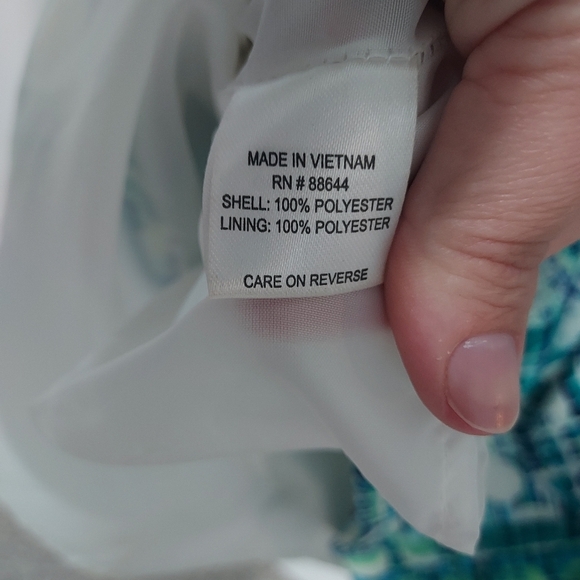 MADE IN VIETNAM
RN # 88644
SHELL: 100% POLYESTER
LINING: 100% POLYESTER
CARE ON REVERSE